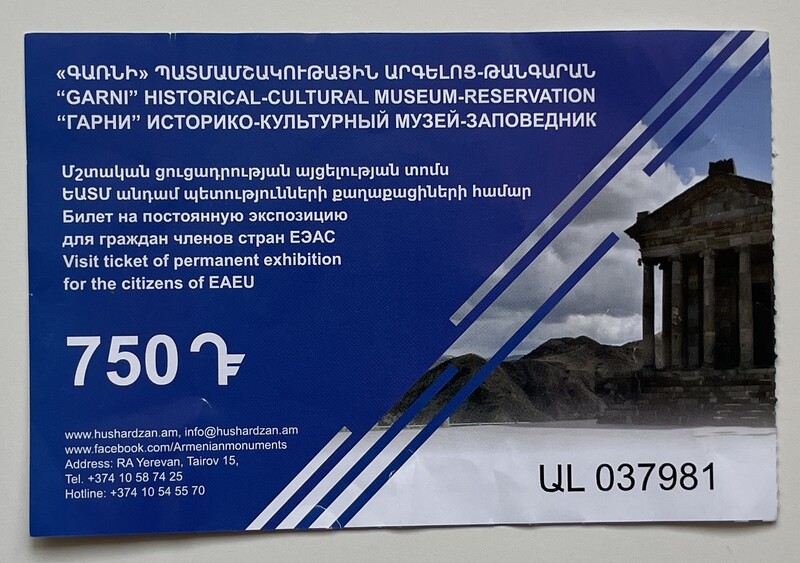 «ԳԱՌՆԻ» ՊԱՏՄԱՄՇԱԿՈՒԹԱՅԻՆ ԱՐԳԵԼՈՑ-ԹԱՆԳԱՐԱՆ
“GARNI” HISTORICAL-CULTURAL MUSEUM-RESERVATION
“ГАРНИ” ИСТОРИКО-КУЛЬТУРНЫЙ МУЗЕЙ-ЗАПОВЕДНИК
Մշտական ցուցադրության այցելության տոմս
ԵԱՏՄ անդամ պետությունների քաղաքացիների համար
Билет на постоянную экспозицию
для граждан членов стран ЕЭАС
Visit ticket of permanent exhibition
for the citizens of EAEU
750 ֏
www.hushardzan.am, info@hushardzan.am
www.facebook.com/Armenianmonuments
Address: RA Yerevan, Tairov 15,
Tel. +374 10 58 74 25
Hotline: +374 10 54 55 70
ԱԼ 037981